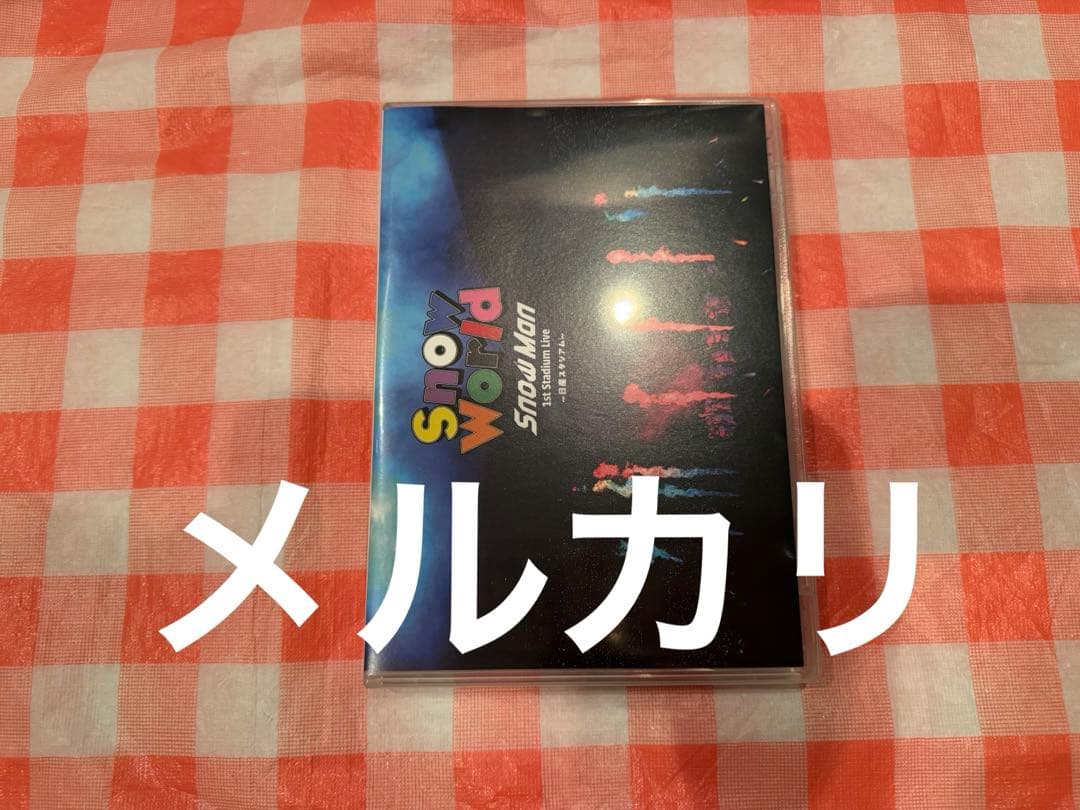 Snow
World
Snow Man
1st Stadium Live
~日産スタジアム~
メルカリ